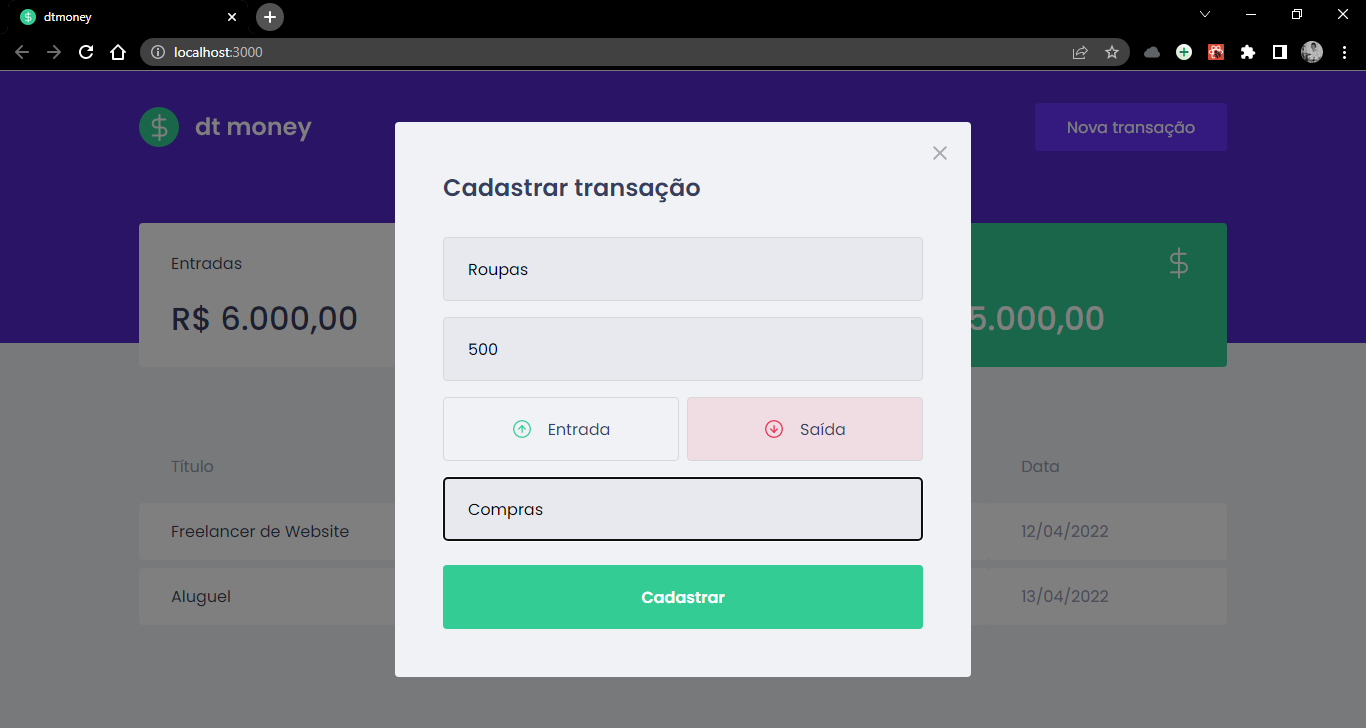 dtmoney
localhost:3000
dt money
Nova transação
Cadastrar transação
Entradas
R$ 6.000,00
5.000,00
Roupas
500
Entrada
Saída
Compras
Cadastrar
Título
Data
Freelancer de Website
12/04/2022
Aluguel
13/04/2022